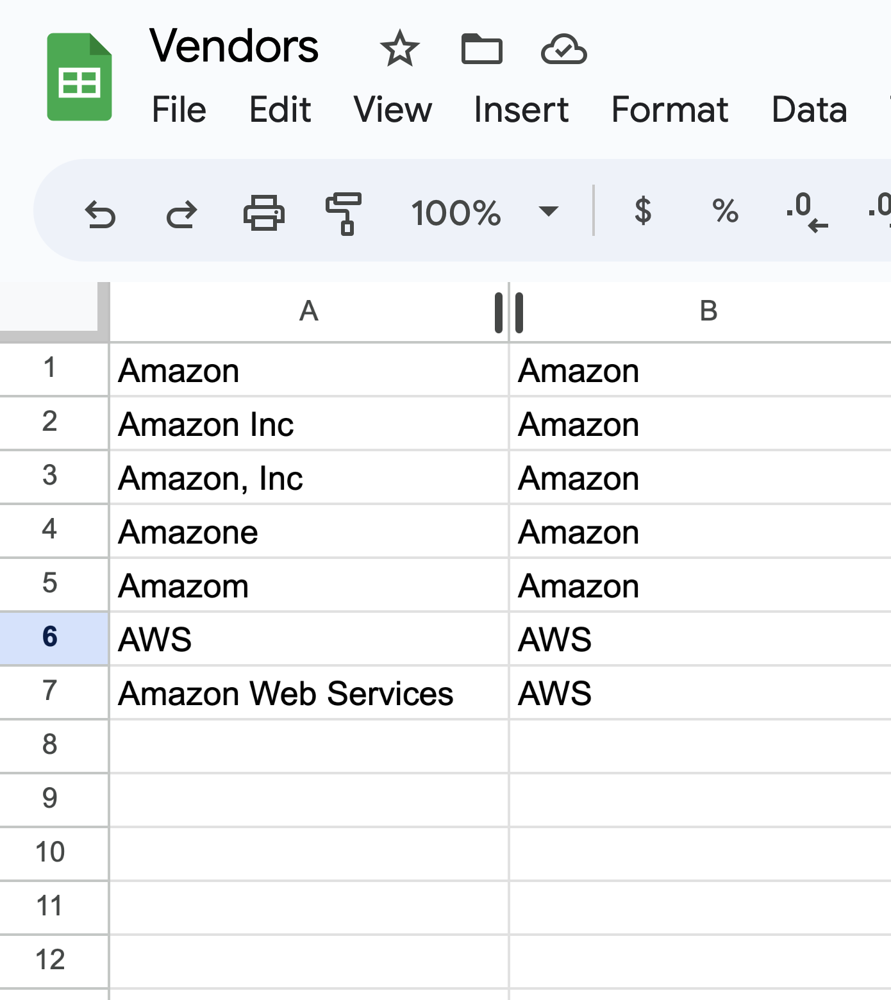 Vendors
File Edit View Insert Format Data
100% $ % .0
A B
1 Amazon Amazon
2 Amazon Inc Amazon
3 Amazon, Inc Amazon
4 Amazone Amazon
5 Amazom Amazon
6 AWS AWS
7 Amazon Web Services AWS
8
9
10
11
12